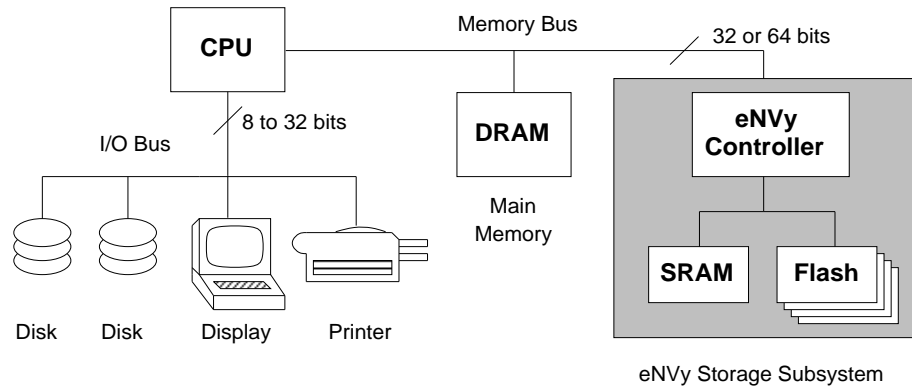 CPU
Memory Bus
32 or 64 bits
8 to 32 bits
I/O Bus
DRAM
Main
Memory
eNVy
Controller
SRAM
Flash
Disk
Disk
Display
Printer
eNVy Storage Subsystem